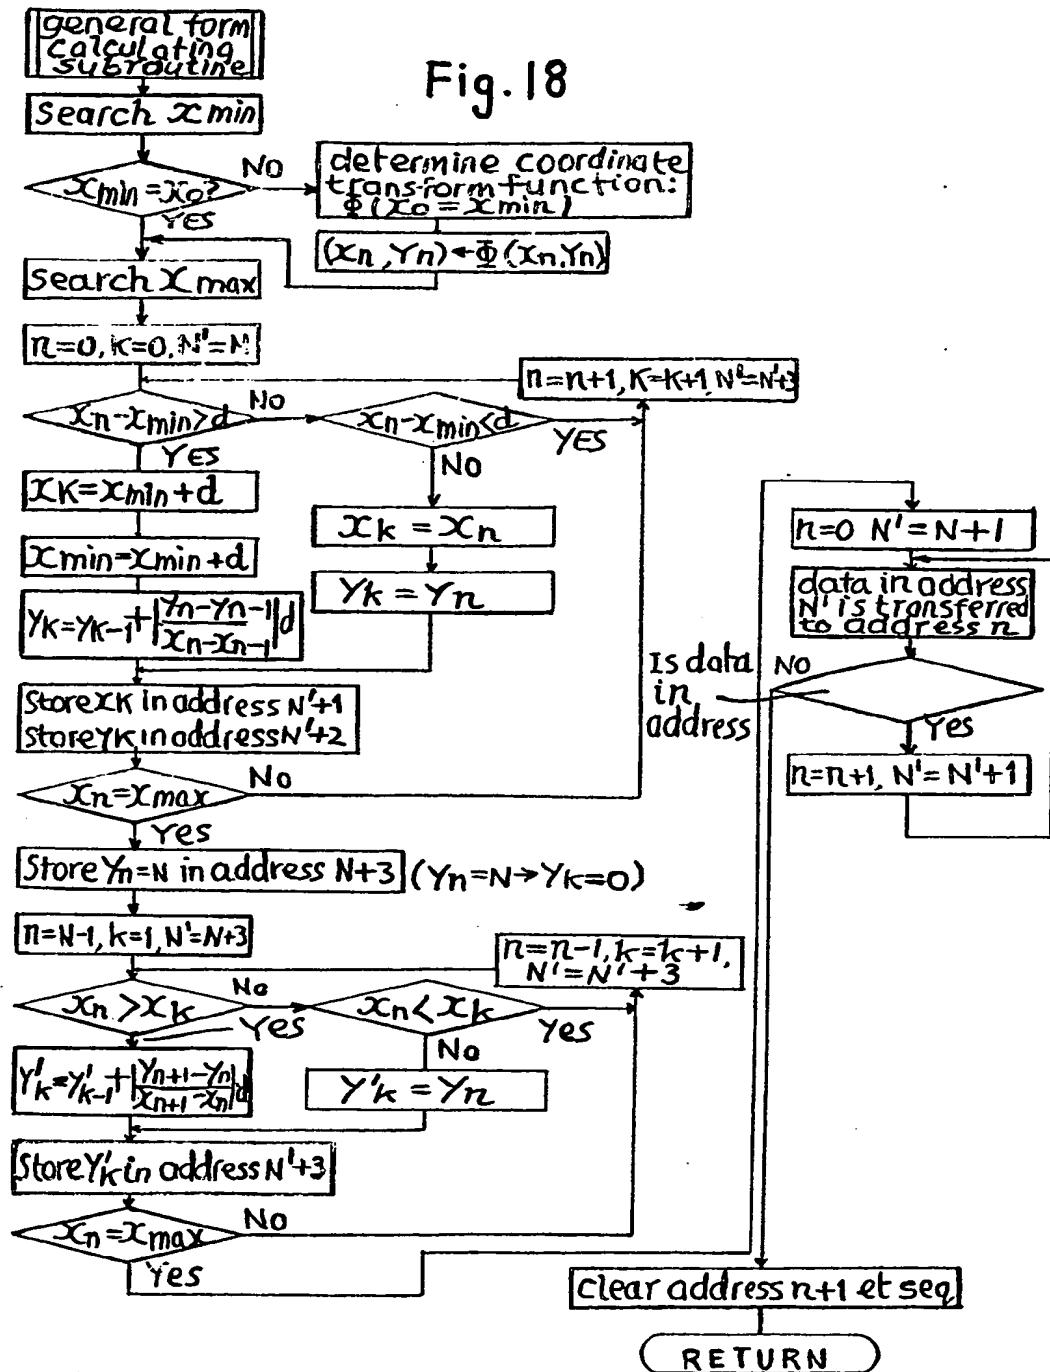 Fig.18
general form
calculating
subroutine
Search xmin
xmin=x0?
NO
YES
determine coordinate
transform function:
Φ(x0=xmin)
(xn,Yn)←Φ(xn,Yn)
Search xmax
n=0, K=0, N'=N
n=n+1, K=K+1, N'=N'+3
xn-xmin>d
NO
YES
xn-xmin<d
YES
NO
xK=xmin+d
xk=xn
xmin=xmin+d
Yk=Yn
YK=YK-1+|Yn-Yn-1/xn-xn-1|d
Store xK in address N'+1
Store YK in address N'+2
xn=xmax
No
Yes
Store Yn=N in address N+3 (Yn=N→Yk=0)
n=N-1, k=1, N'=N+3
n=n-1, k=k+1,
N'=N'+3
xn>xk
No
Yes
xn<xk
Yes
No
Y'k=Y'k-1+|Yn+1-Yn/xn+1-xn|d
Y'k=Yn
Store Y'k in address N'+3
xn=xmax
No
Yes
n=0 N'=N+1
data in address
N' is transferred
to address n
Is data
in
address
NO
Yes
n=n+1, N'=N'+1
Clear address n+1 et seq
RETURN